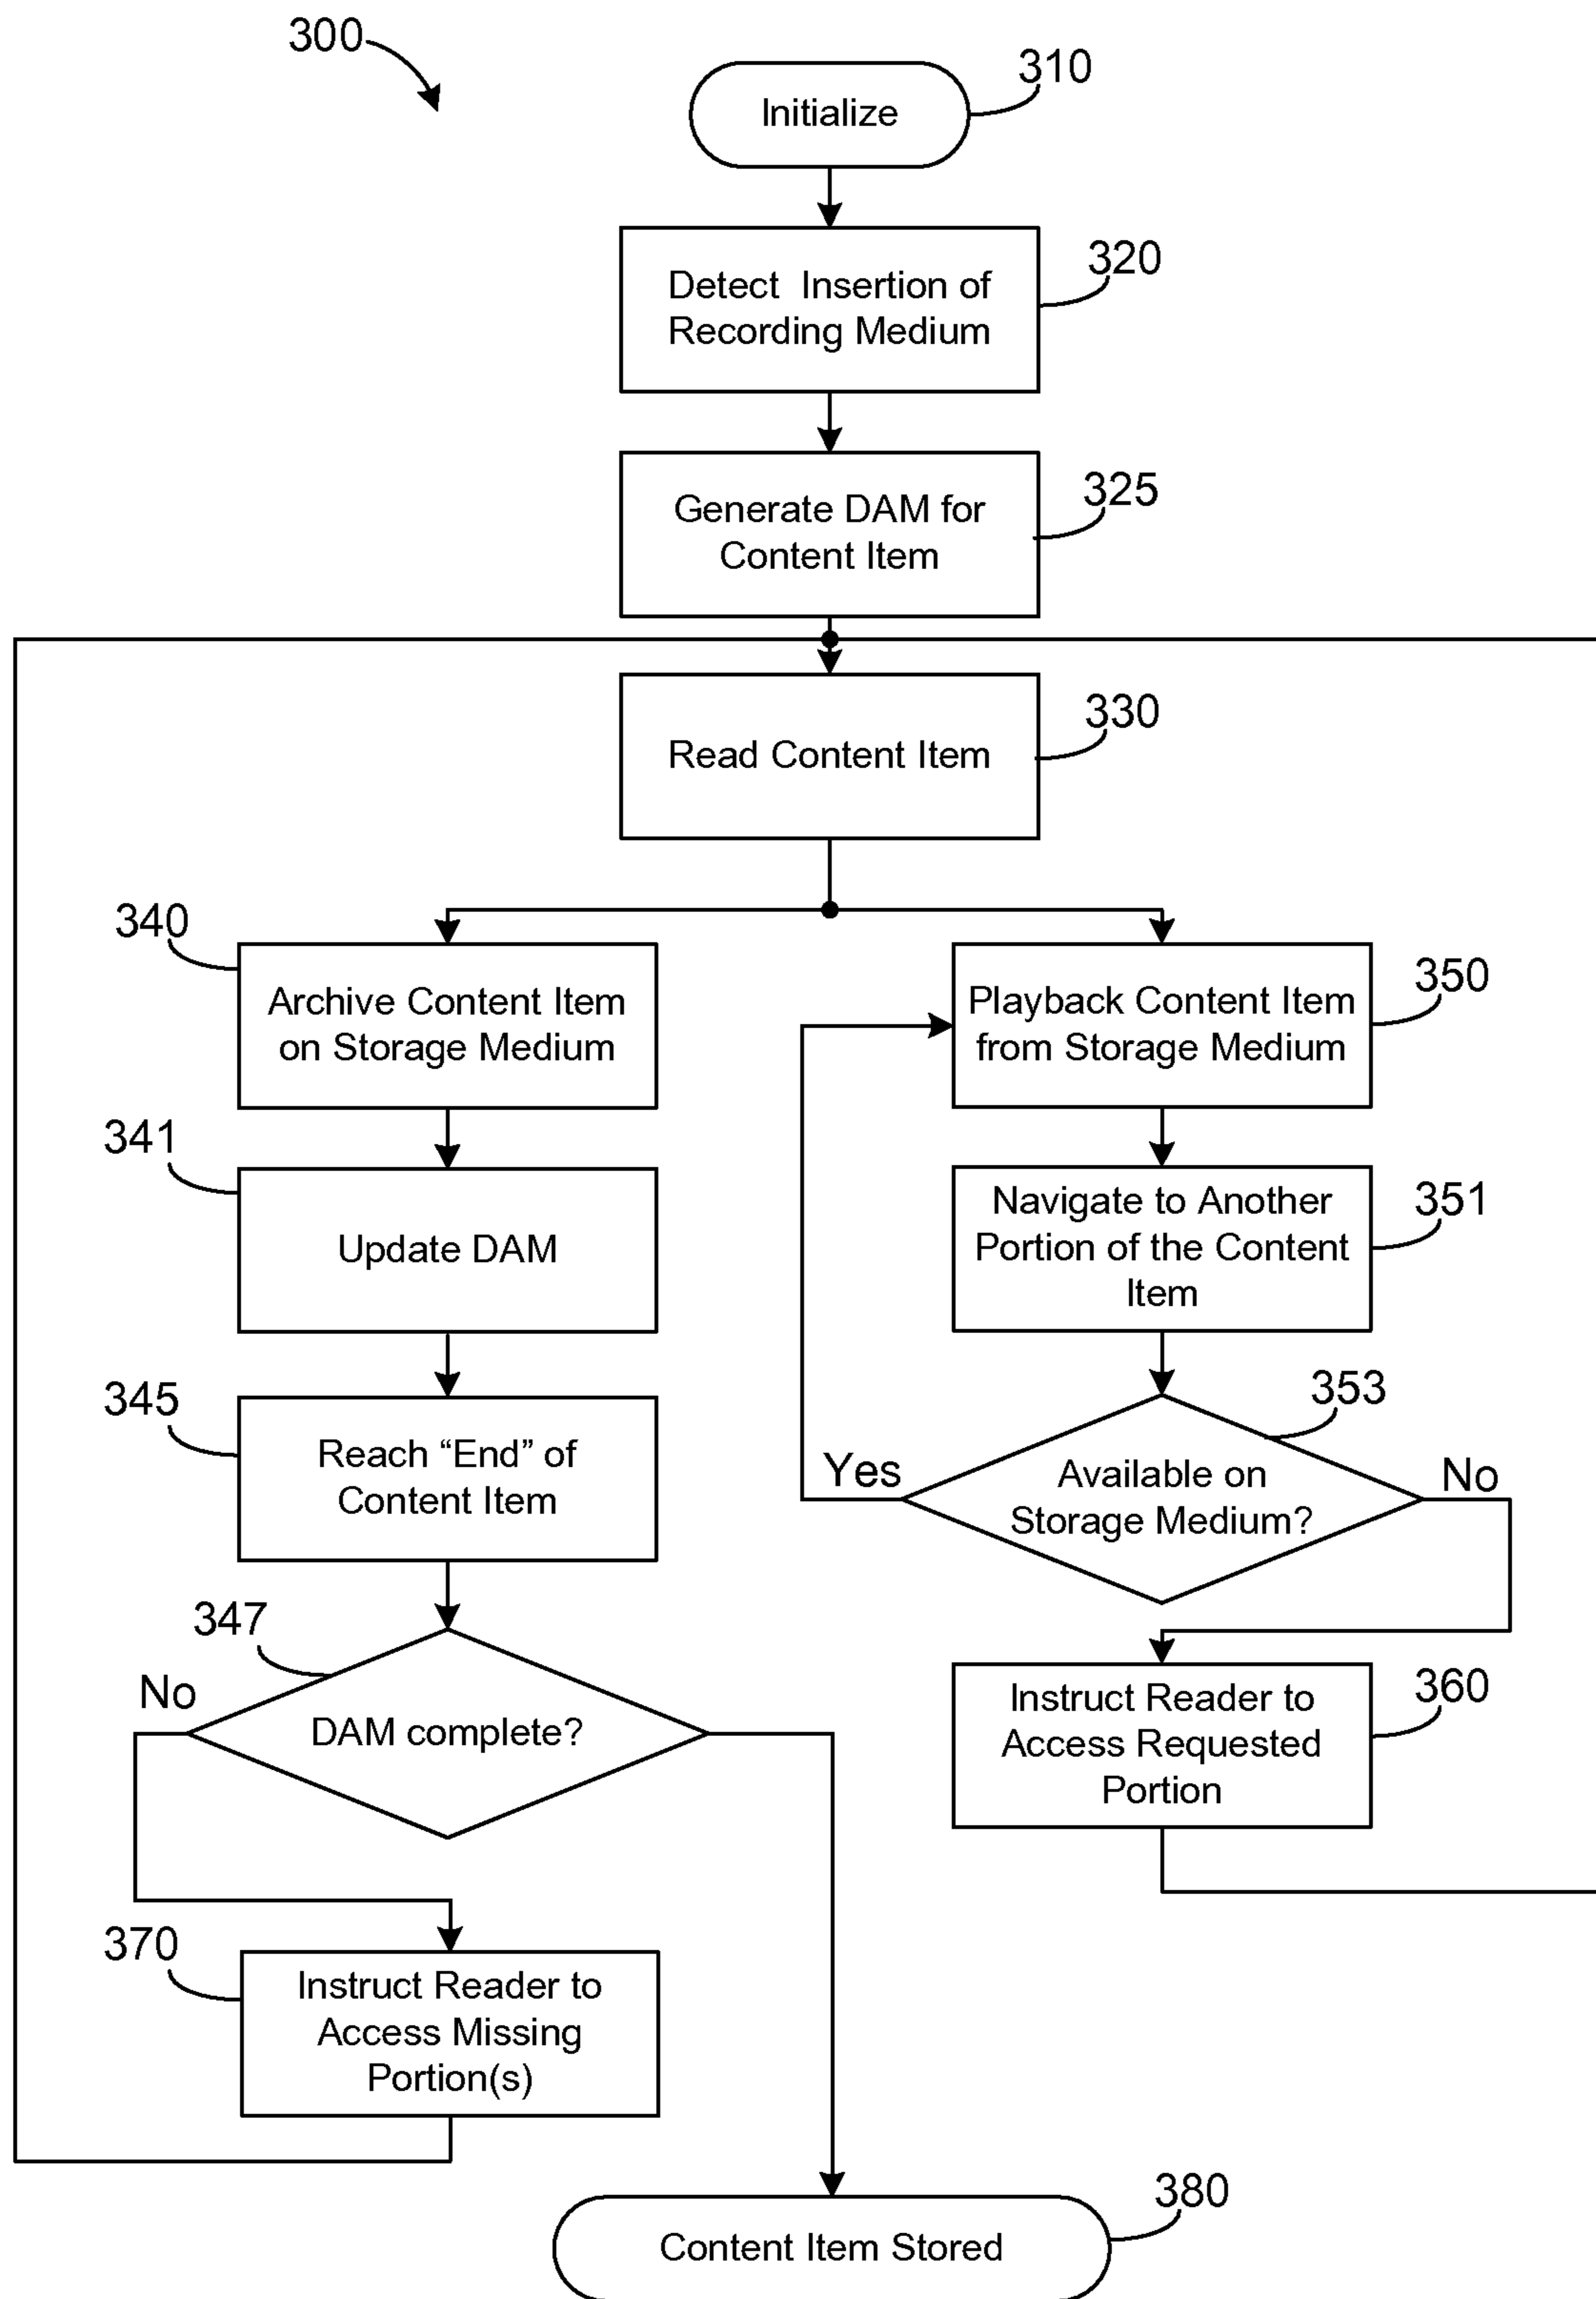 300
310
Initialize
320
Detect Insertion of
Recording Medium
325
Generate DAM for
Content Item
330
Read Content Item
340
Archive Content Item
on Storage Medium
350
Playback Content Item
from Storage Medium
341
Update DAM
351
Navigate to Another
Portion of the Content
Item
345
Reach “End” of
Content Item
353
Available on
Storage Medium?
Yes
No
347
DAM complete?
No
360
Instruct Reader to
Access Requested
Portion
370
Instruct Reader to
Access Missing
Portion(s)
380
Content Item Stored